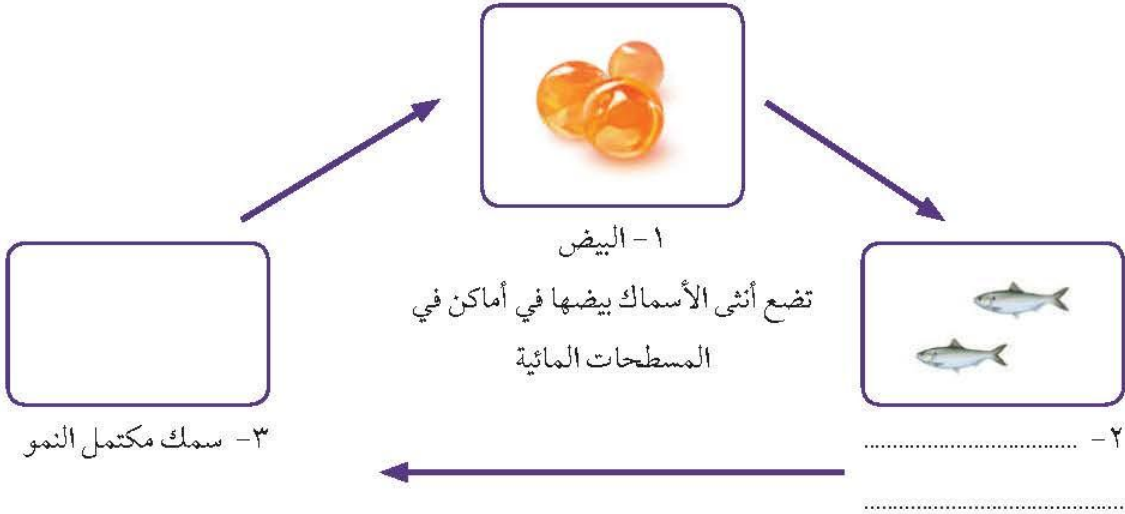 ١- البيض
تضع أنثى الأسماك بيضها في أماكن في
المسطحات المائية
٢- ..................................
..........................................
٣- سمك مكتمل النمو